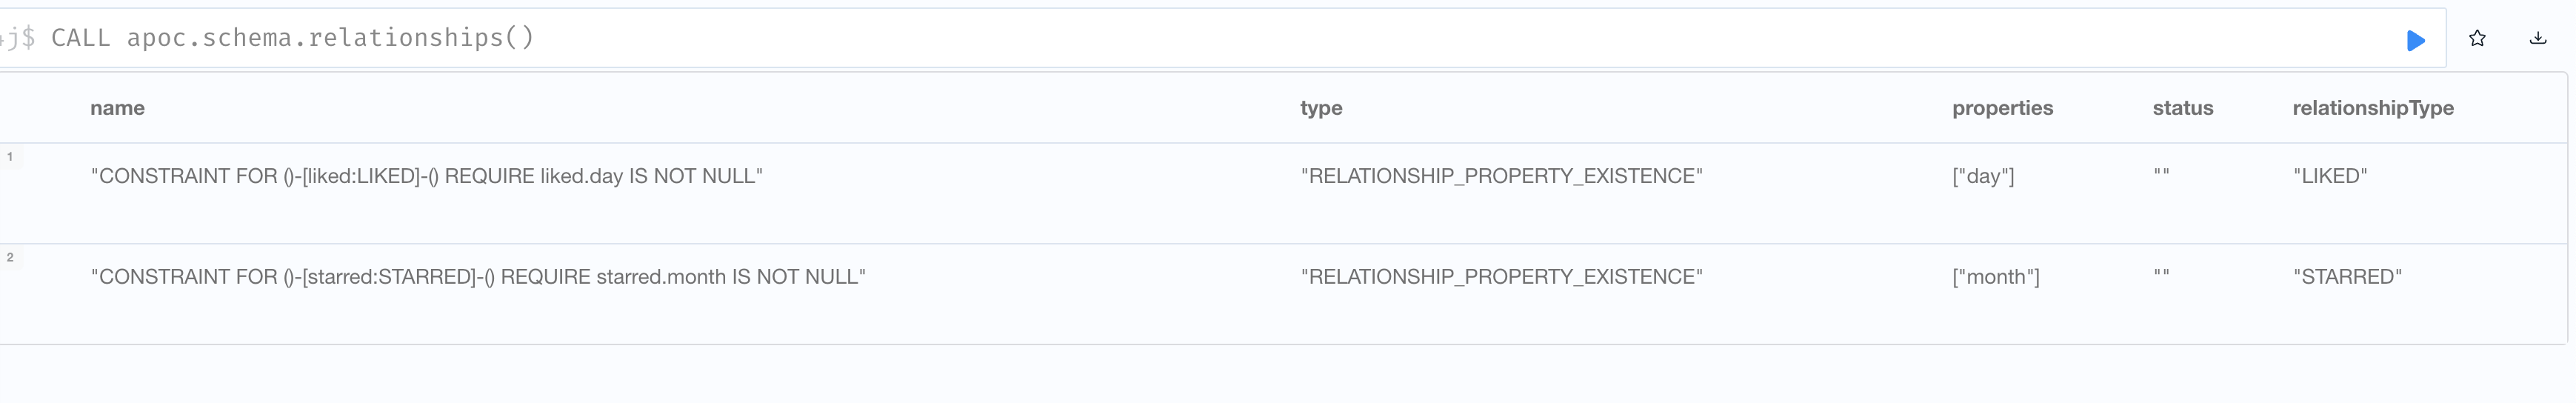 j$ CALL apoc.schema.relationships()
name type properties status relationshipType
1
"CONSTRAINT FOR ()-[liked:LIKED]-() REQUIRE liked.day IS NOT NULL" "RELATIONSHIP_PROPERTY_EXISTENCE" ["day"] "" "LIKED"
2
"CONSTRAINT FOR ()-[starred:STARRED]-() REQUIRE starred.month IS NOT NULL" "RELATIONSHIP_PROPERTY_EXISTENCE" ["month"] "" "STARRED"